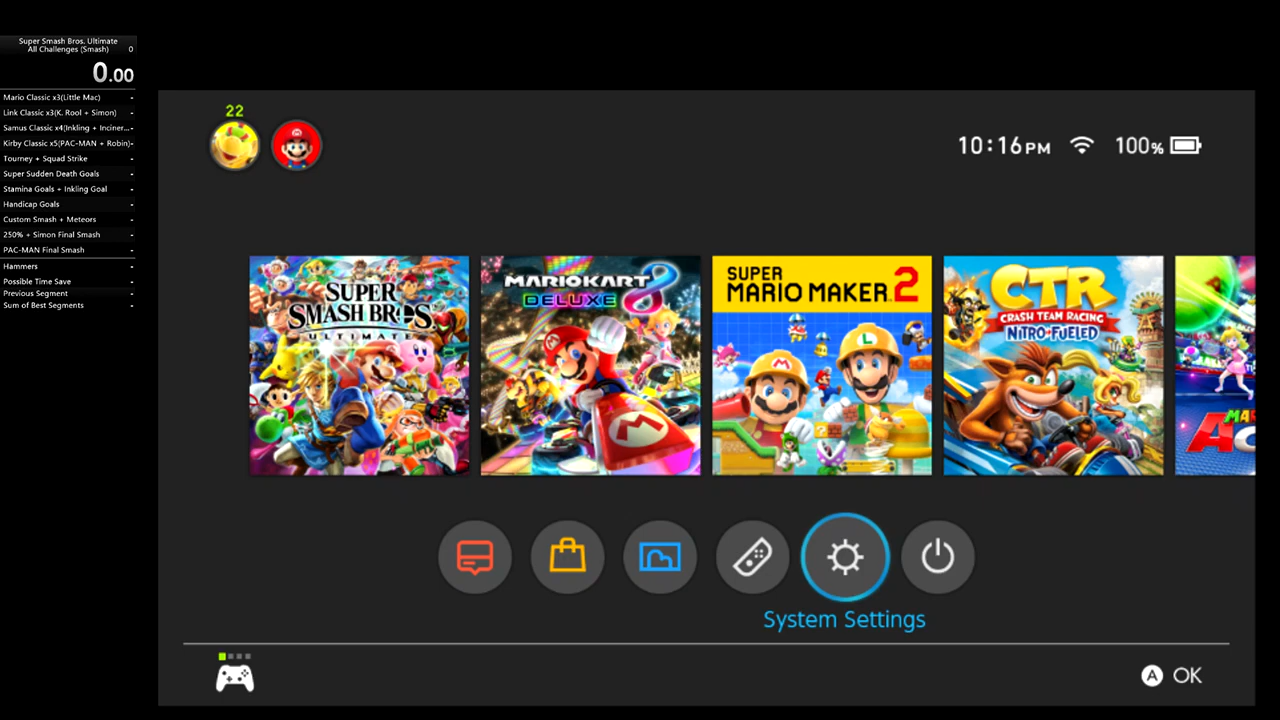 Super Smash Bros. Ultimate
All Challenges (Smash) 0
0.00
Mario Classic x3(Little Mac) -
Link Classic x3(K. Rool + Simon) -
Samus Classic x4(Inkling + Inciner... -
Kirby Classic x5(PAC-MAN + Robin) -
Tourney + Squad Strike -
Super Sudden Death Goals -
Stamina Goals + Inkling Goal -
Handicap Goals -
Custom Smash + Meteors -
250% + Simon Final Smash -
PAC-MAN Final Smash -
Hammers -
Possible Time Save -
Previous Segment -
Sum of Best Segments -
22
10:16 PM 100%
SUPER
SMASH BROS.
ULTIMATE
MARIOKART 8
DELUXE
SUPER
MARIO MAKER 2
CTR
CRASH TEAM RACING
NITRO-FUELED
System Settings
A OK